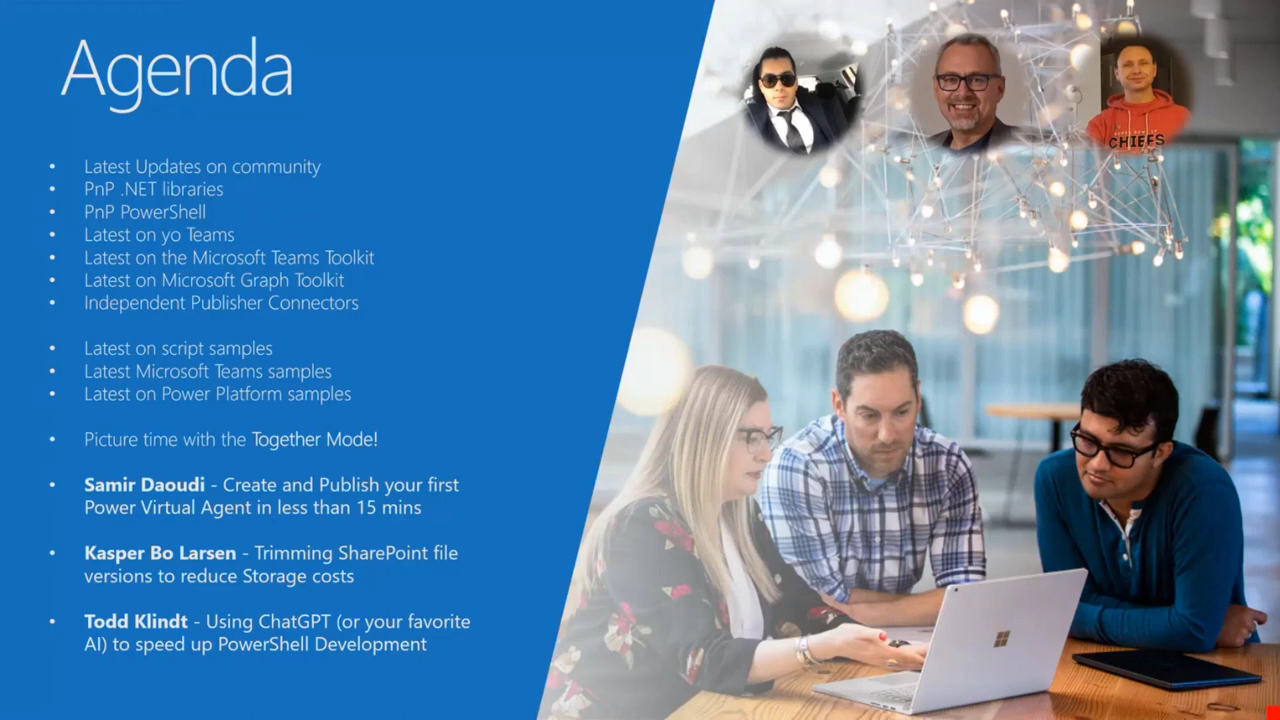 Agenda
• Latest Updates on community
• PnP .NET libraries
• PnP PowerShell
• Latest on yo Teams
• Latest on the Microsoft Teams Toolkit
• Latest on Microsoft Graph Toolkit
• Independent Publisher Connectors
• Latest on script samples
• Latest Microsoft Teams samples
• Latest on Power Platform samples
• Picture time with the Together Mode!
• Samir Daoudi - Create and Publish your first
Power Virtual Agent in less than 15 mins
• Kasper Bo Larsen - Trimming SharePoint file
versions to reduce Storage costs
• Todd Klindt - Using ChatGPT (or your favorite
AI) to speed up PowerShell Development
CHIEFS